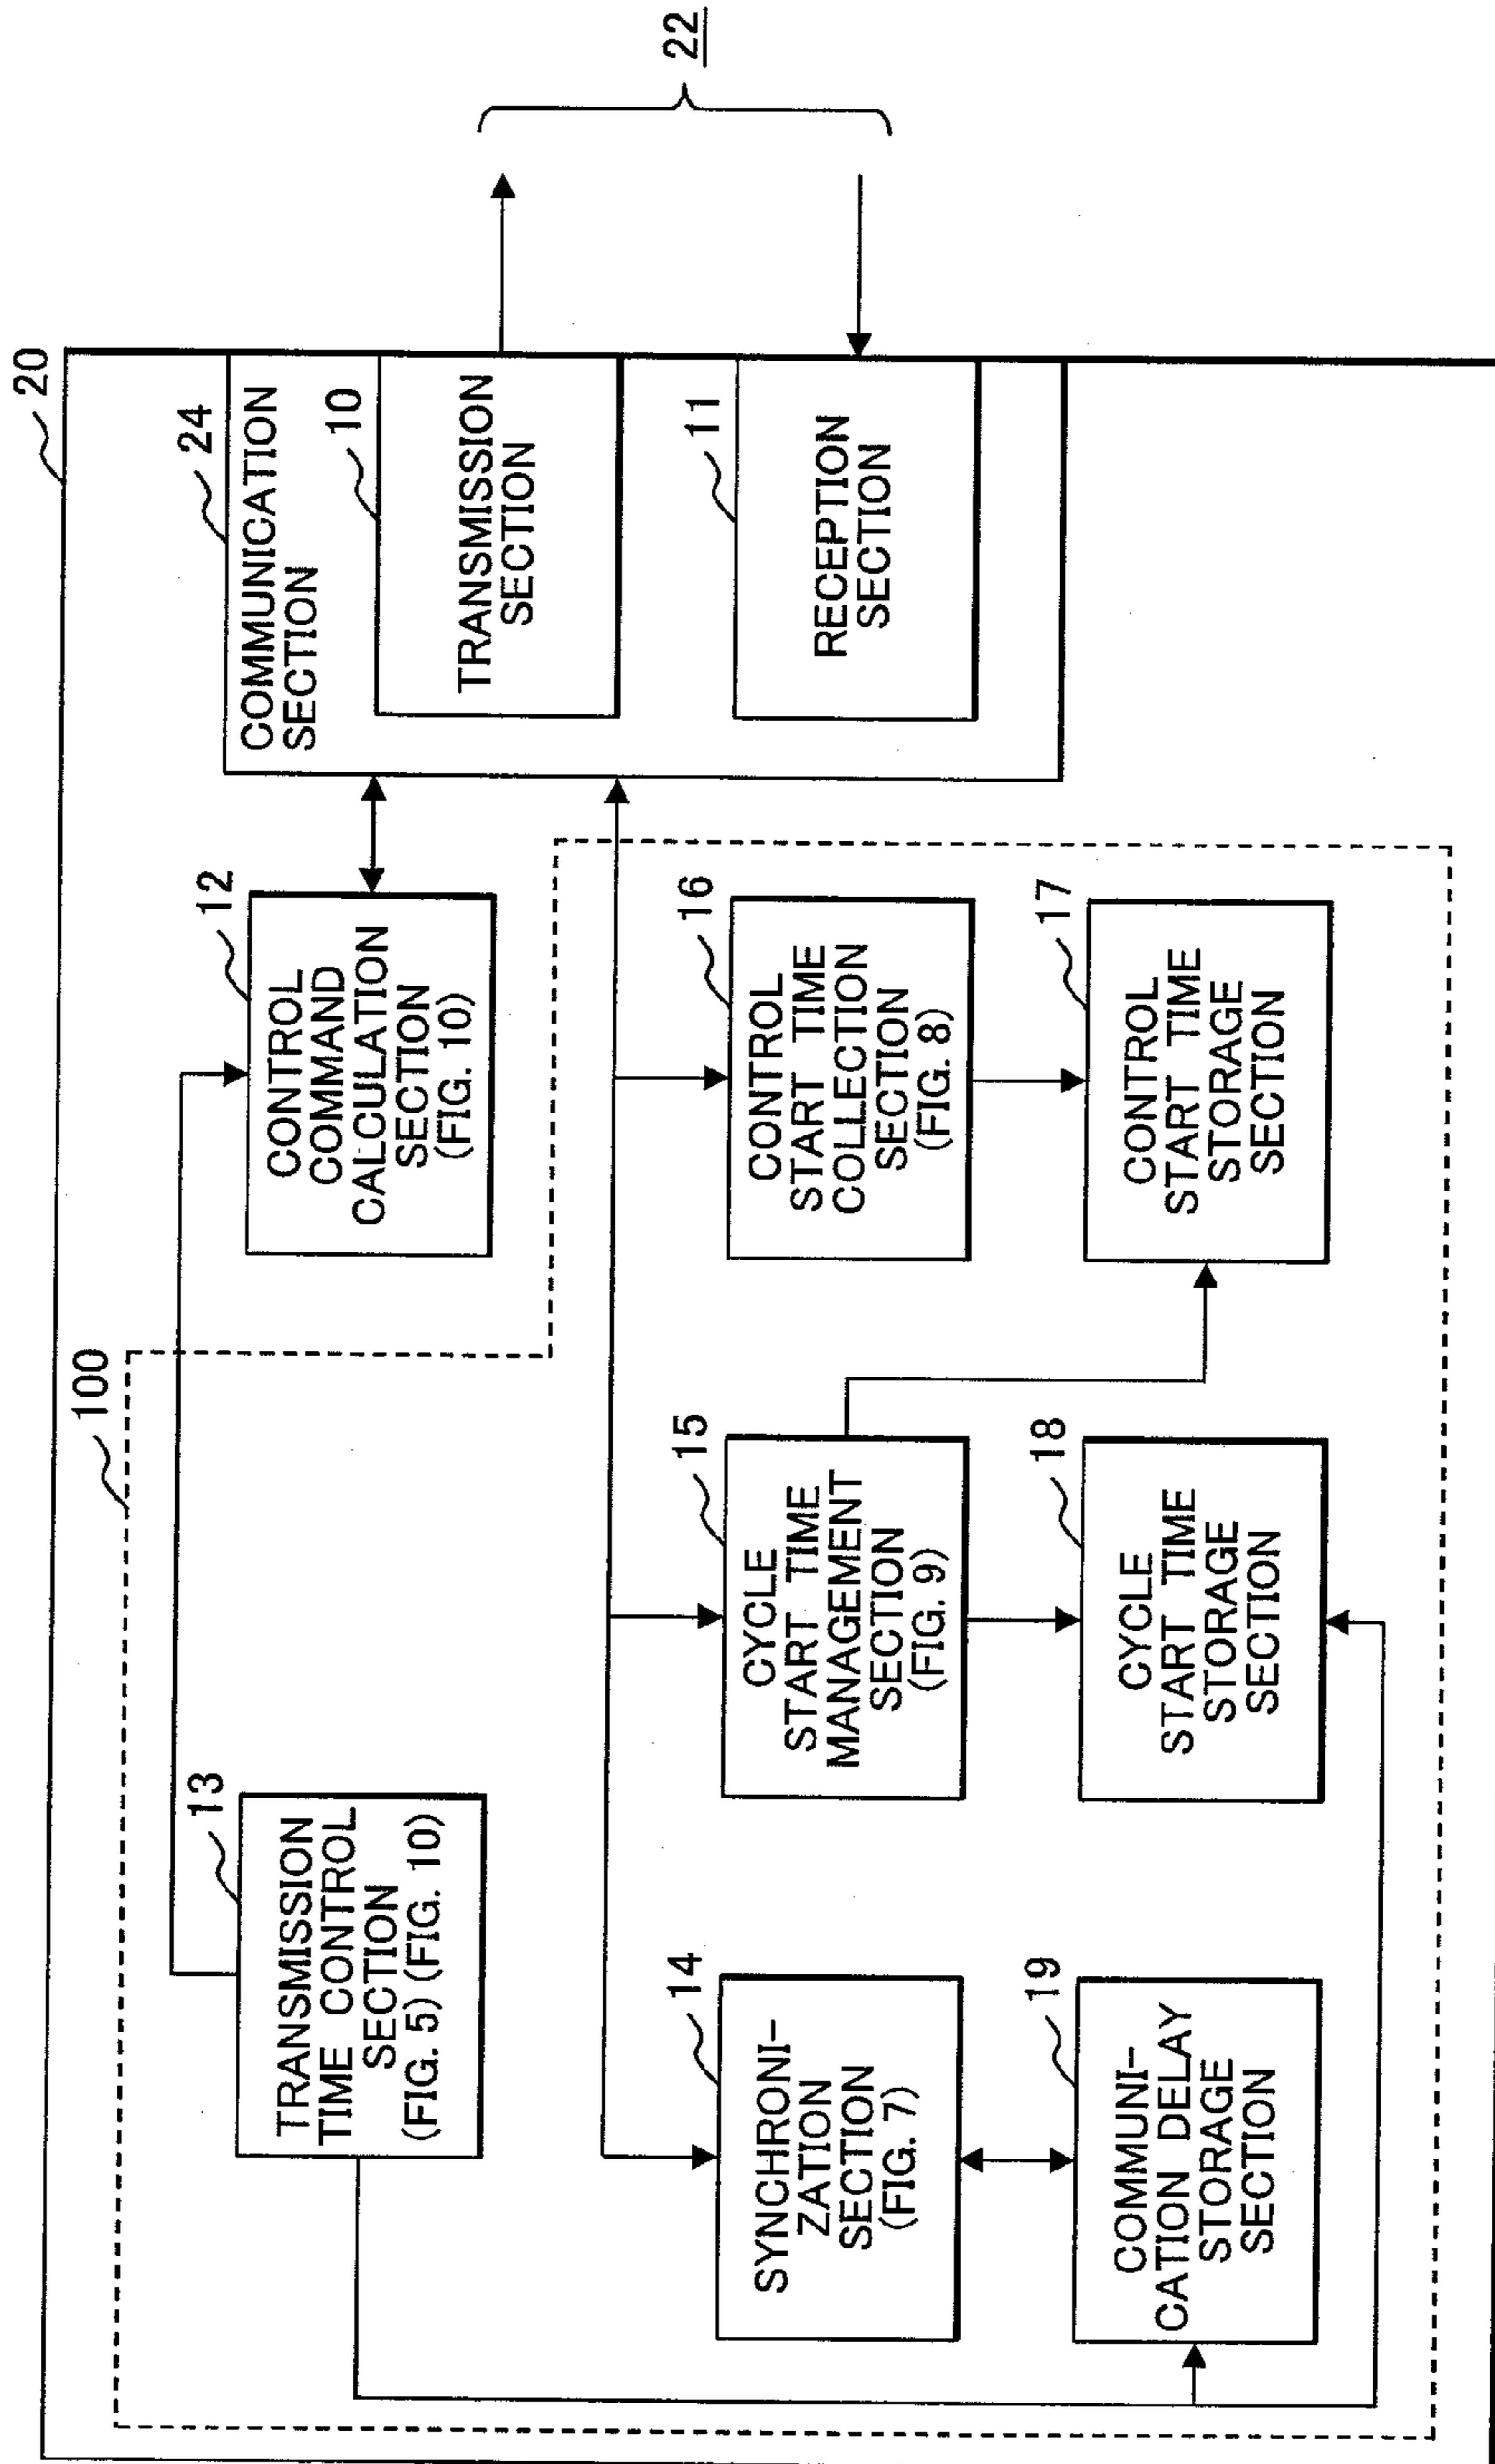 20
22
100
24
COMMUNICATION
SECTION
10
TRANSMISSION
SECTION
11
RECEPTION
SECTION
12
CONTROL
COMMAND
CALCULATION
SECTION
(FIG. 10)
13
TRANSMISSION
TIME CONTROL
SECTION
(FIG. 5) (FIG. 10)
14
SYNCHRONI-
ZATION
SECTION
(FIG. 7)
15
CYCLE
START TIME
MANAGEMENT
SECTION
(FIG. 9)
16
CONTROL
START TIME
COLLECTION
SECTION
(FIG. 8)
19
COMMUNI-
CATION DELAY
STORAGE
SECTION
18
CYCLE
START TIME
STORAGE
SECTION
17
CONTROL
START TIME
STORAGE
SECTION